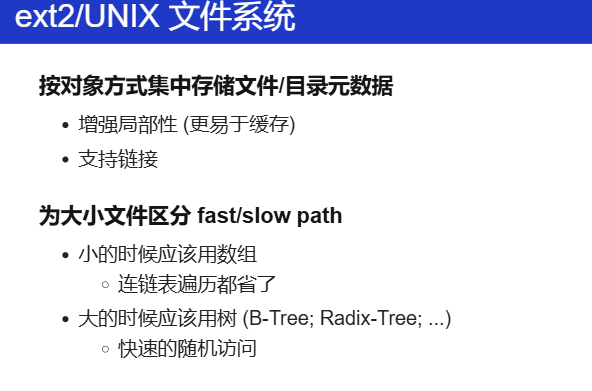 ext2/UNIX 文件系统
按对象方式集中存储文件/目录元数据
增强局部性 (更易于缓存)
支持链接
为大小文件区分 fast/slow path
小的时候应该用数组
连链表遍历都省了
大的时候应该用树 (B-Tree; Radix-Tree; ...)
快速的随机访问